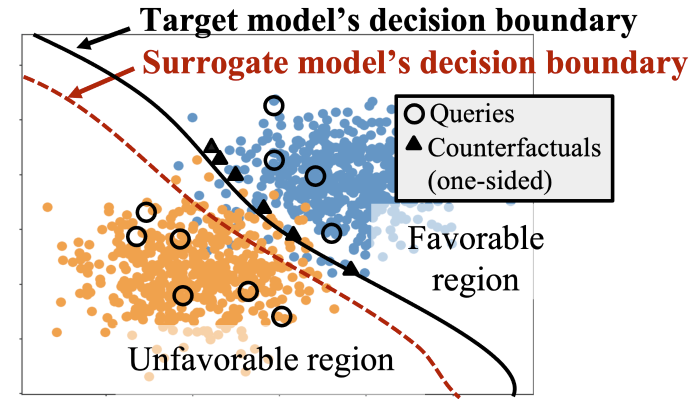 Target model's decision boundary
Surrogate model's decision boundary
Queries
Counterfactuals
(one-sided)
Favorable
region
Unfavorable region